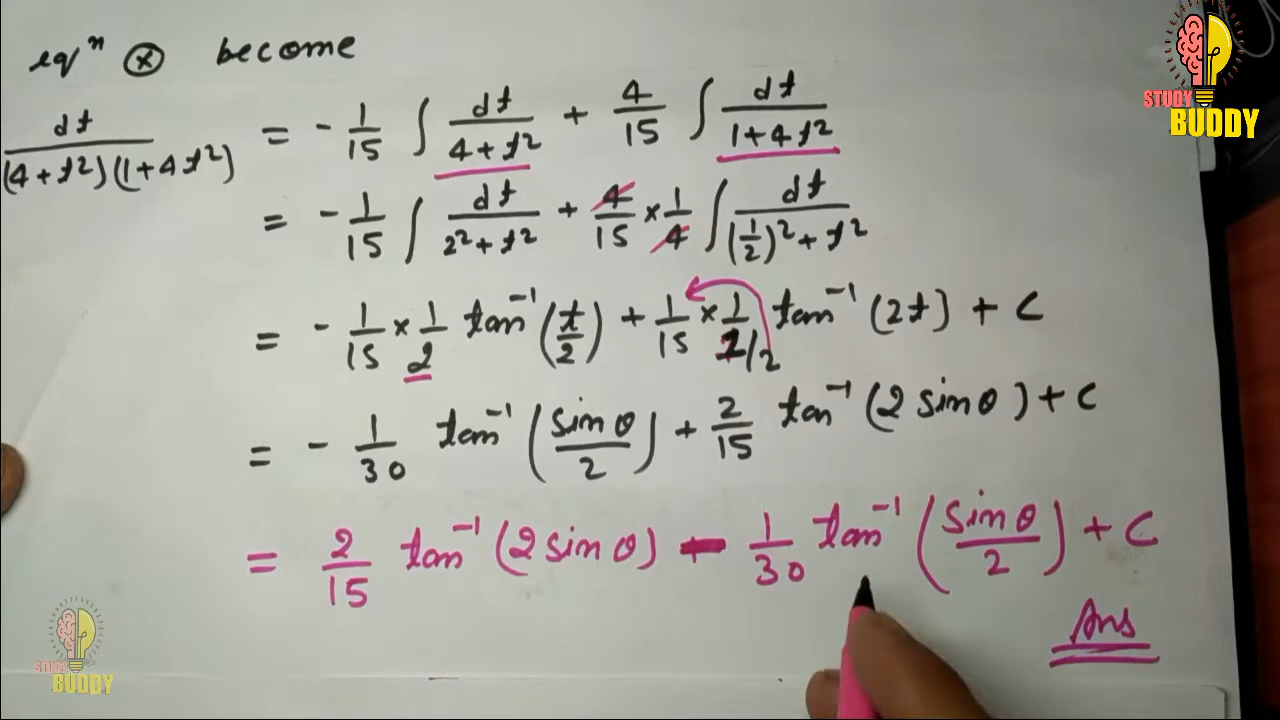 eqⁿ ⊗ become
dt/((4+t²)(1+4t²)) = -1/15 ∫ dt/(4+t²) + 4/15 ∫ dt/(1+4t²)
= -1/15 ∫ dt/(2²+t²) + 4/15 × 1/4 ∫ dt/((1/2)²+t²)
= -1/15 × 1/2 tan⁻¹(t/2) + 1/15 × 1/1/2 tan⁻¹(2t) + C
= -1/30 tan⁻¹(sinθ/2) + 2/15 tan⁻¹(2 sinθ) + C
= 2/15 tan⁻¹(2 sinθ) - 1/30 tan⁻¹(sinθ/2) + C
Ans
STUDY
BUDDY
STUDY
BUDDY